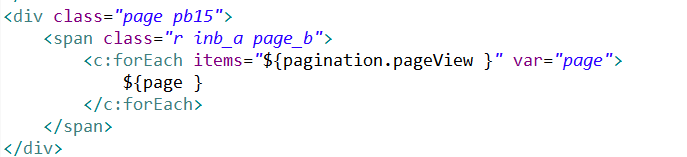 <div class="page pb15">
<span class="r inb_a page_b">
<c:forEach items="${pagination.pageView }" var="page">
${page }
</c:forEach>
</span>
</div>